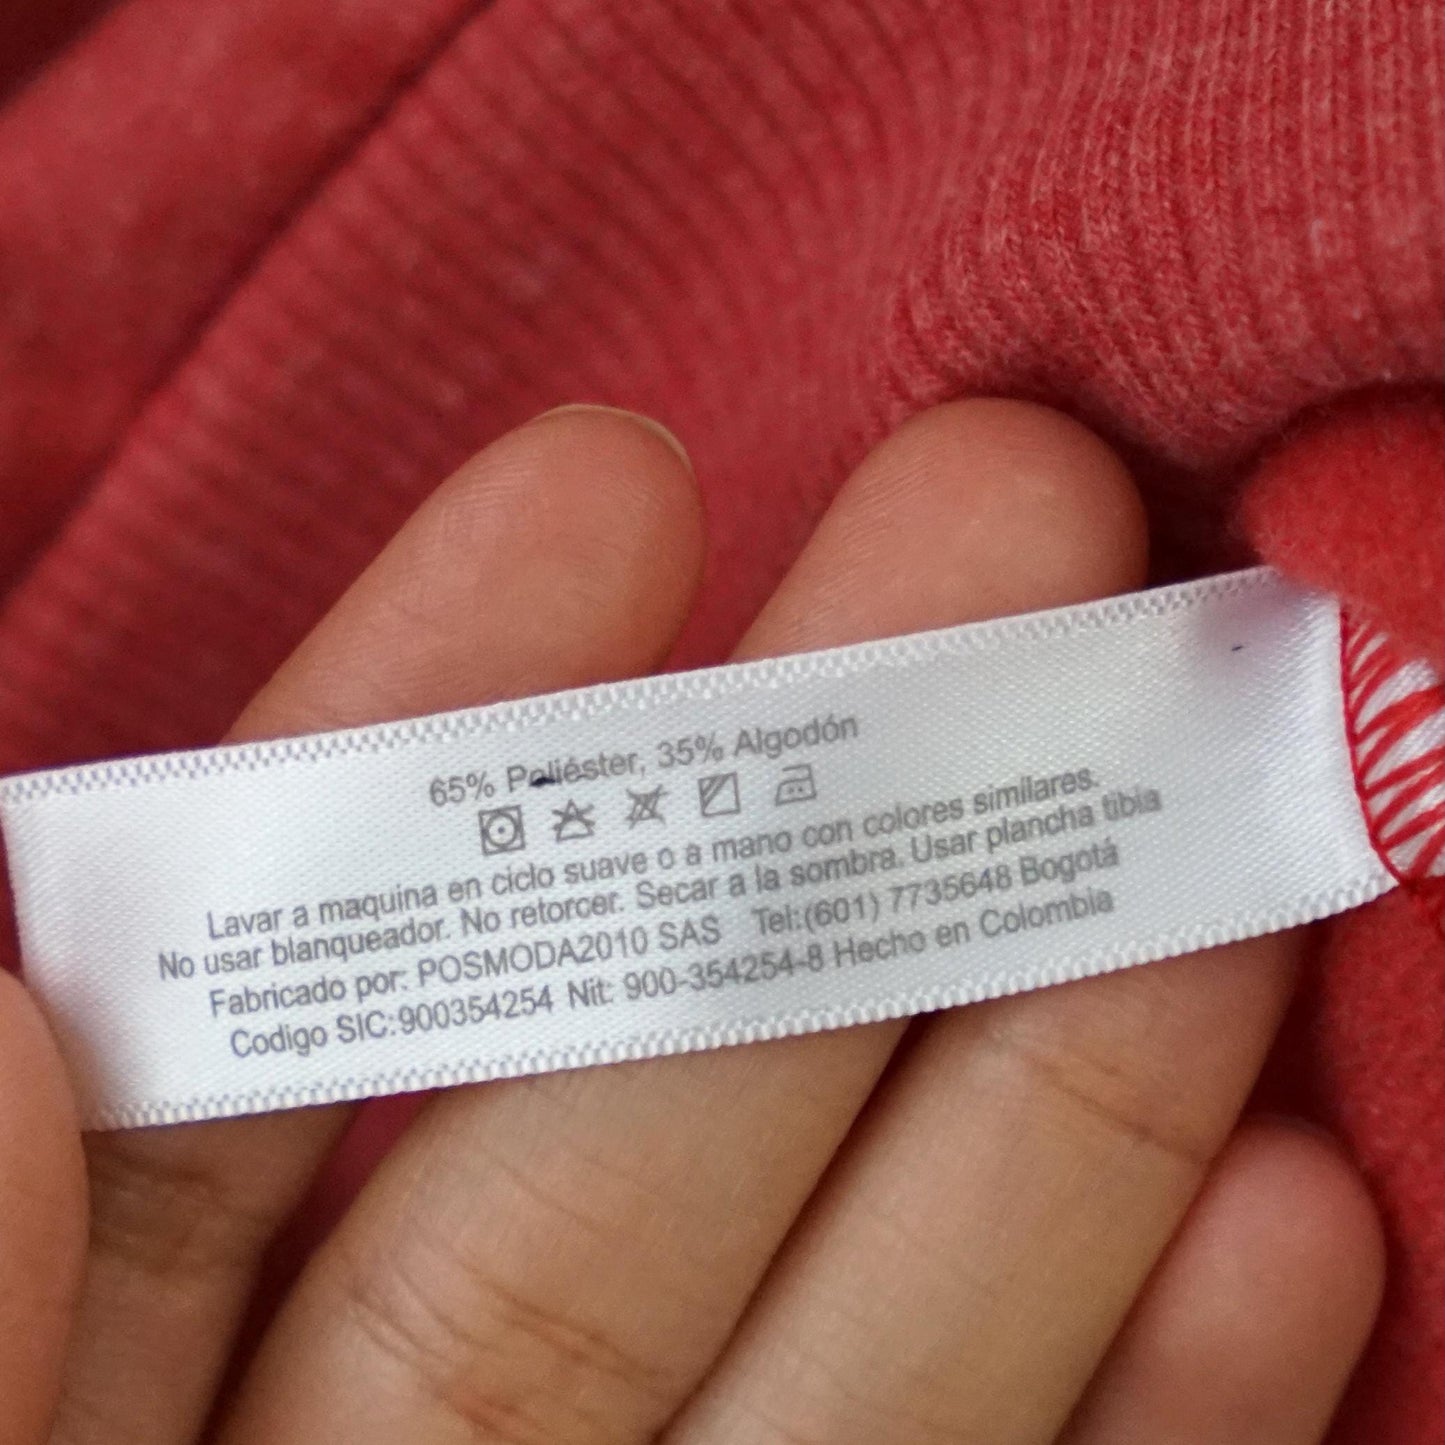 65% Poliéster, 35% Algodón
Lavar a maquina en ciclo suave o a mano con colores similares.
No usar blanqueador. No retorcer. Secar a la sombra. Usar plancha tibia
Fabricado por: POSMODA2010 SAS Tel:(601) 7735648 Bogotá
Codigo SIC:900354254 Nit: 900-354254-8 Hecho en Colombia